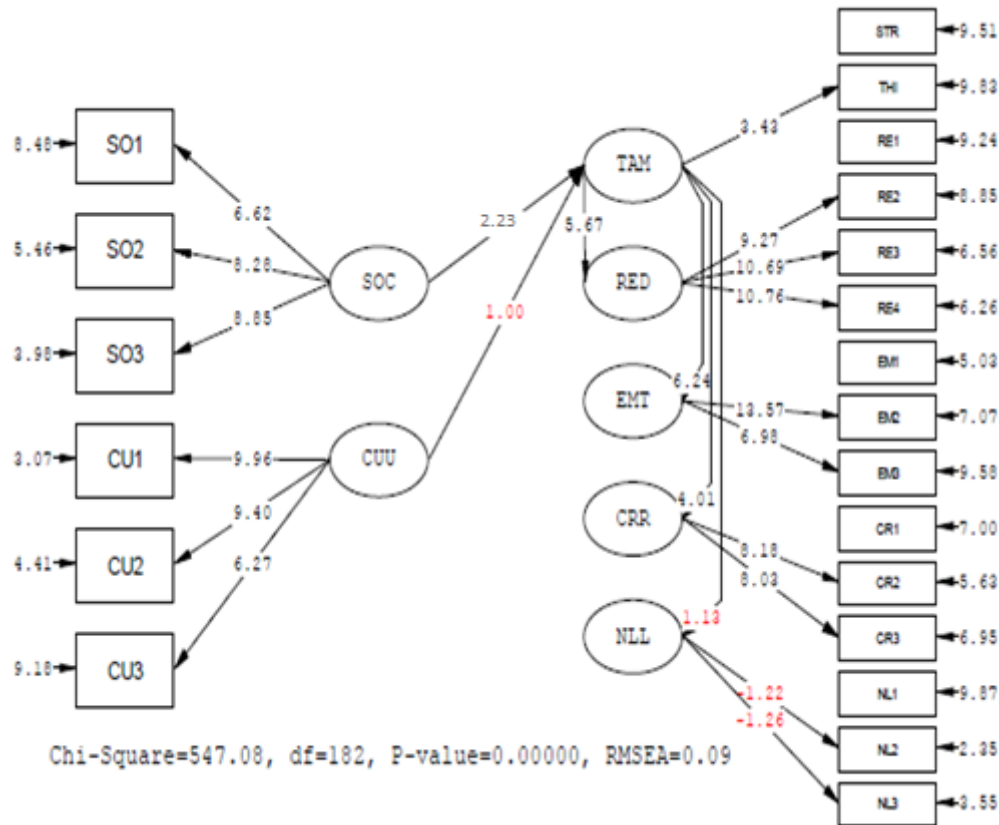 STR 9.51
THI 9.83
3.43
RE1 9.24
8.48 SO1
TAM
RE2 8.85
6.62
2.23
5.67
9.27
5.46 SO2
RE3 6.56
8.28
10.69
SOC
RED
10.76
RE4 6.26
8.85
1.00
3.98 SO3
EM1 5.03
6.24
EMT
13.57
EM2 7.07
6.98
3.07 CU1
9.96
CUU
EM3 9.58
9.40
4.01
CRR
CR1 7.00
8.18
4.41 CU2
6.27
8.03
CR2 5.63
1.13
NLL
CR3 6.95
9.18 CU3
-1.22
NL1 9.87
-1.26
Chi-Square=547.08, df=182, P-value=0.00000, RMSEA=0.09
NL2 2.35
NL3 3.55